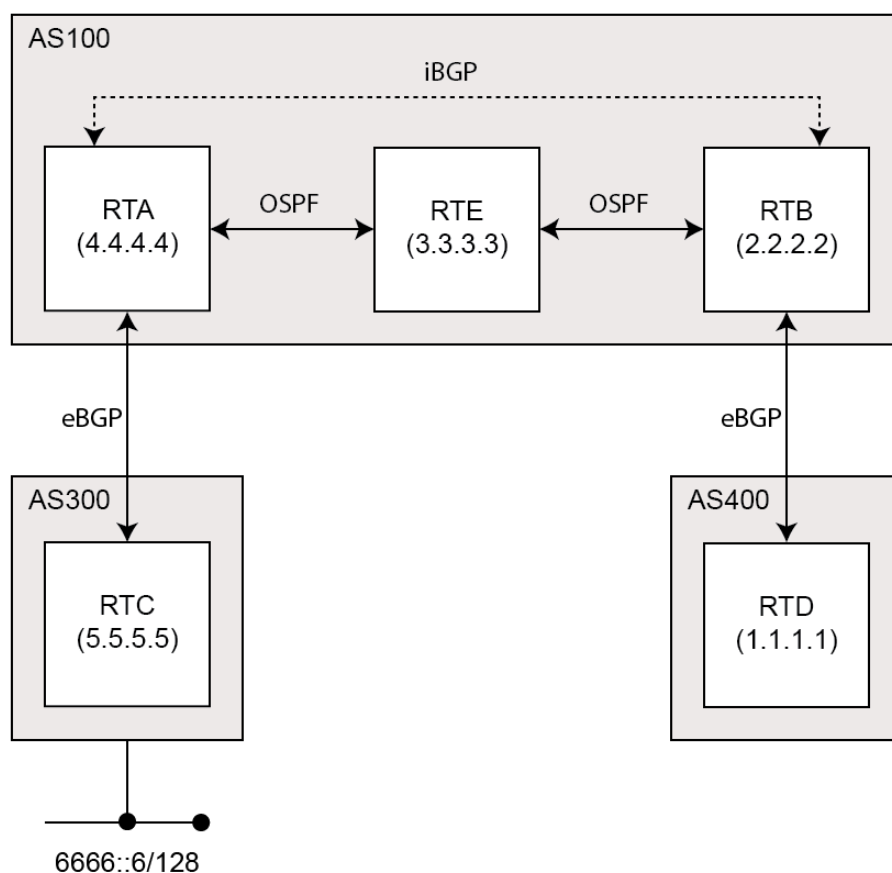 AS100
iBGP
RTA
(4.4.4.4)
OSPF
RTE
(3.3.3.3)
OSPF
RTB
(2.2.2.2)
eBGP
eBGP
AS300
RTC
(5.5.5.5)
AS400
RTD
(1.1.1.1)
6666::6/128